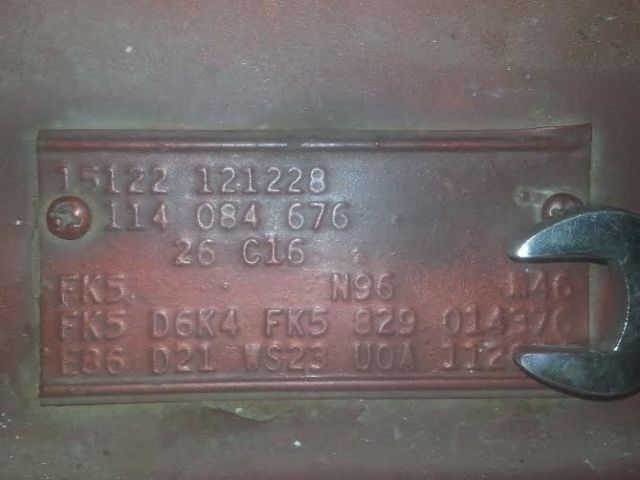 15122 121228
114 084 676
26 C16
FK5 N96
FK5 D6K4 FK5 829
E86 D21 WS23 U0A